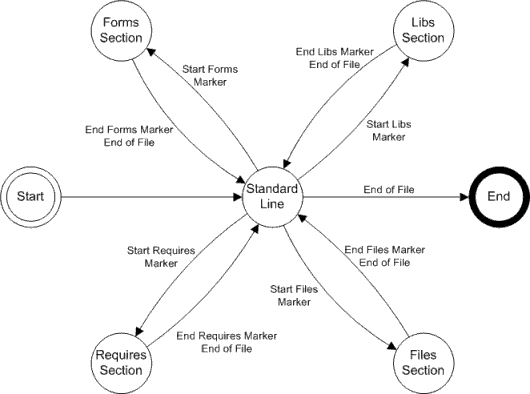 Forms
Section
Libs
Section
End Libs Marker
End of File
Start Forms
Marker
End Forms Marker
End of File
Start Libs
Marker
Start
Standard
Line
End of File
End
Start Requires
Marker
End Files Marker
End of File
Start Files
Marker
End Requires Marker
End of File
Requires
Section
Files
Section